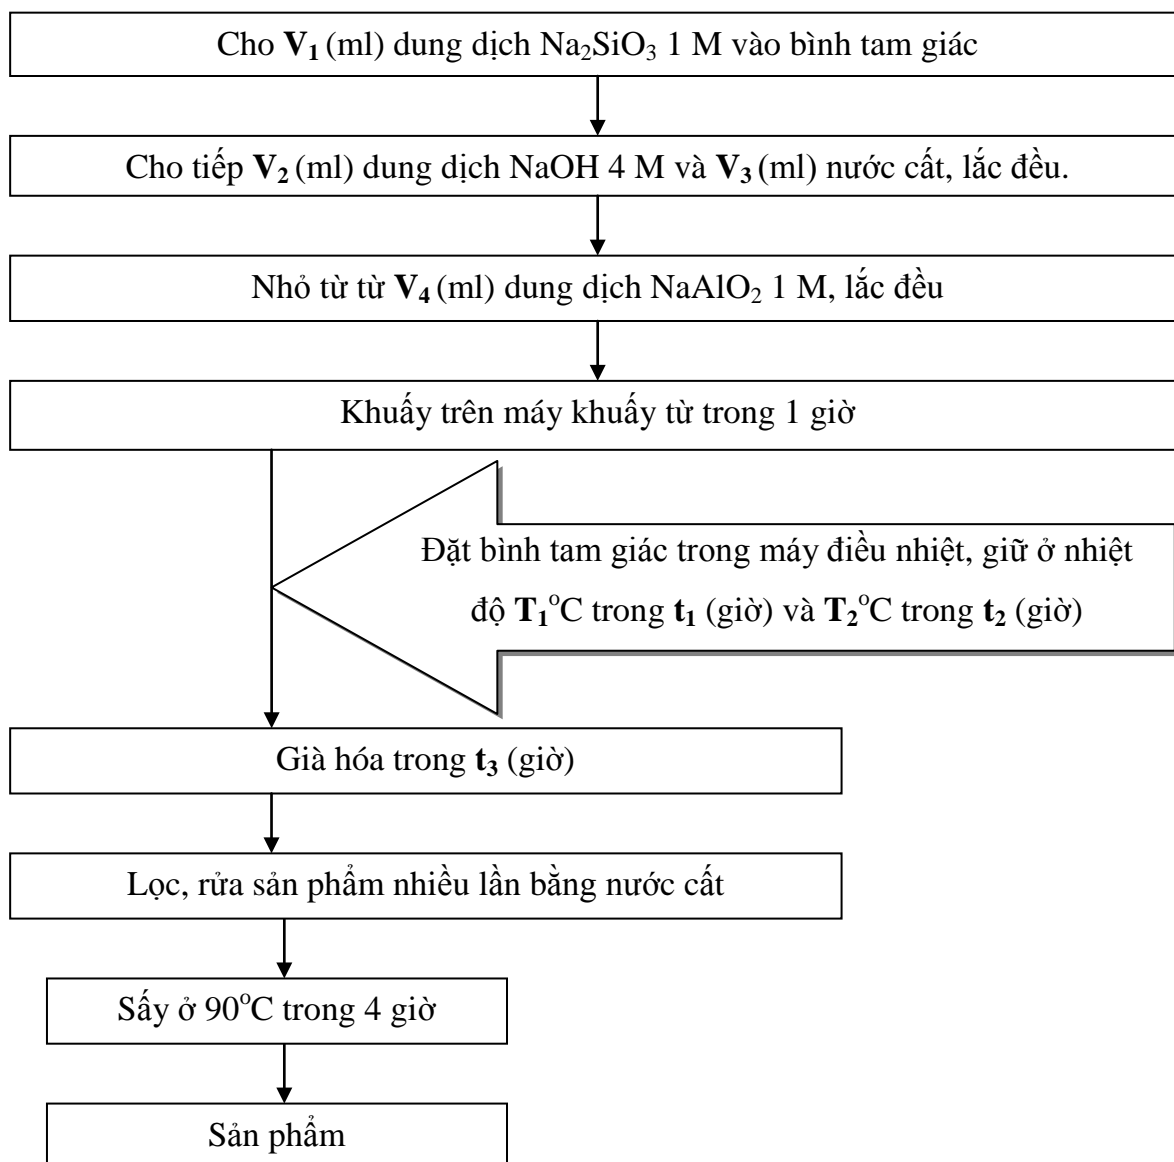 Cho V₁ (ml) dung dịch Na₂SiO₃ 1 M vào bình tam giác
Cho tiếp V₂ (ml) dung dịch NaOH 4 M và V₃ (ml) nước cất, lắc đều.
Nhỏ từ từ V₄ (ml) dung dịch NaAlO₂ 1 M, lắc đều
Khuấy trên máy khuấy từ trong 1 giờ
Đặt bình tam giác trong máy điều nhiệt, giữ ở nhiệt
độ T₁ᵒC trong t₁ (giờ) và T₂ᵒC trong t₂ (giờ)
Già hóa trong t₃ (giờ)
Lọc, rửa sản phẩm nhiều lần bằng nước cất
Sấy ở 90ᵒC trong 4 giờ
Sản phẩm